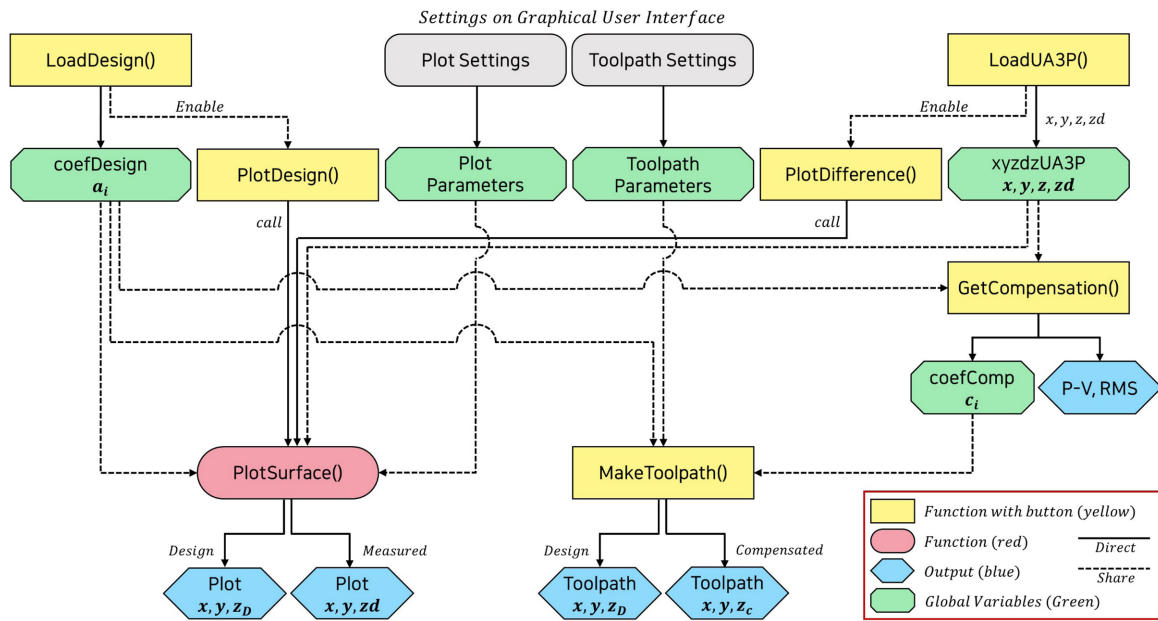 Settings on Graphical User Interface
LoadDesign()
Plot Settings
Toolpath Settings
LoadUA3P()
Enable
Enable
x, y, z, zd
coefDesign
a_i
PlotDesign()
Plot
Parameters
Toolpath
Parameters
PlotDifference()
xyzdzUA3P
x, y, z, zd
call
call
GetCompensation()
coefComp
c_i
P-V, RMS
PlotSurface()
MakeToolpath()
Design
Measured
Design
Compensated
Plot
x, y, z_D
Plot
x, y, zd
Toolpath
x, y, z_D
Toolpath
x, y, z_c
Function with button (yellow)
Function (red)
Output (blue)
Global Variables (Green)
Direct
Share